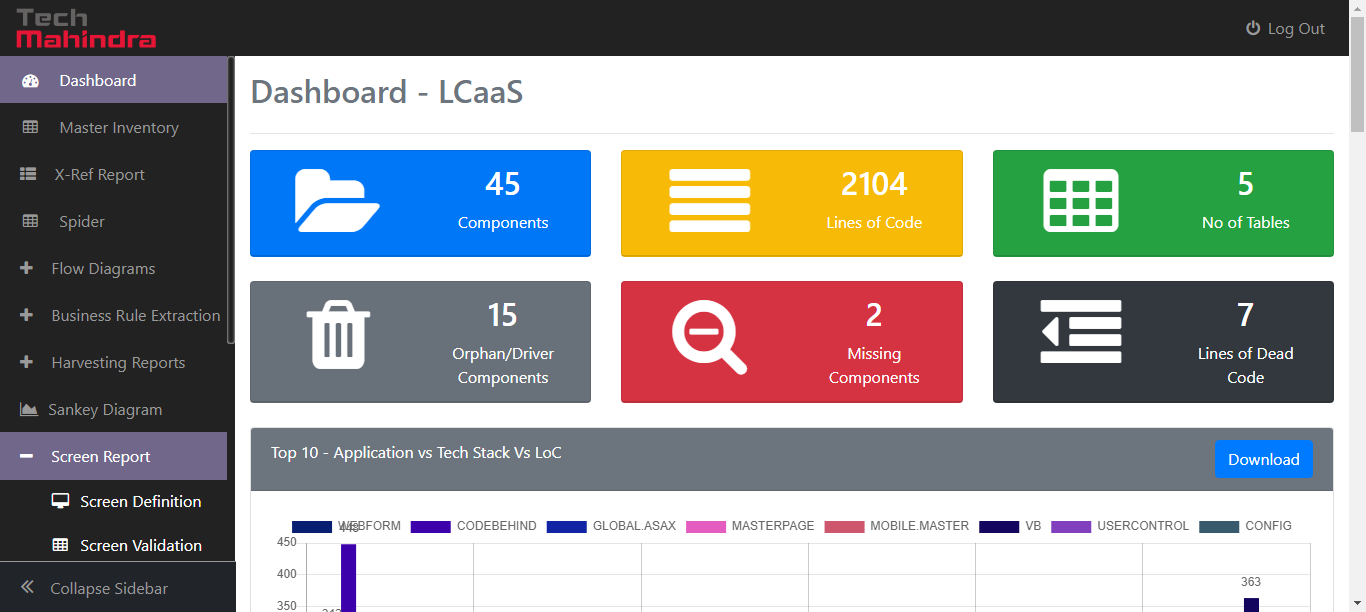 Tech
Mahindra
Log Out
Dashboard
Master Inventory
X-Ref Report
Spider
Flow Diagrams
Business Rule Extraction
Harvesting Reports
Sankey Diagram
Screen Report
Screen Definition
Screen Validation
Collapse Sidebar
Dashboard - LCaaS
45
Components
2104
Lines of Code
5
No of Tables
15
Orphan/Driver
Components
2
Missing
Components
7
Lines of Dead
Code
Top 10 - Application vs Tech Stack Vs LoC
Download
WEBFORM CODEBEHIND GLOBAL.ASAX MASTERPAGE MOBILE.MASTER VB USERCONTROL CONFIG
450
400
363
350